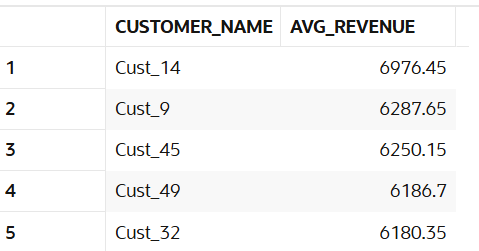 CUSTOMER_NAME AVG_REVENUE
1 Cust_14 6976.45
2 Cust_9 6287.65
3 Cust_45 6250.15
4 Cust_49 6186.7
5 Cust_32 6180.35